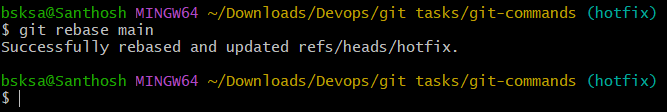 bsksa@Santhosh MINGW64 ~/Downloads/Devops/git tasks/git-commands (hotfix)
$ git rebase main
Successfully rebased and updated refs/heads/hotfix.
bsksa@Santhosh MINGW64 ~/Downloads/Devops/git tasks/git-commands (hotfix)
$